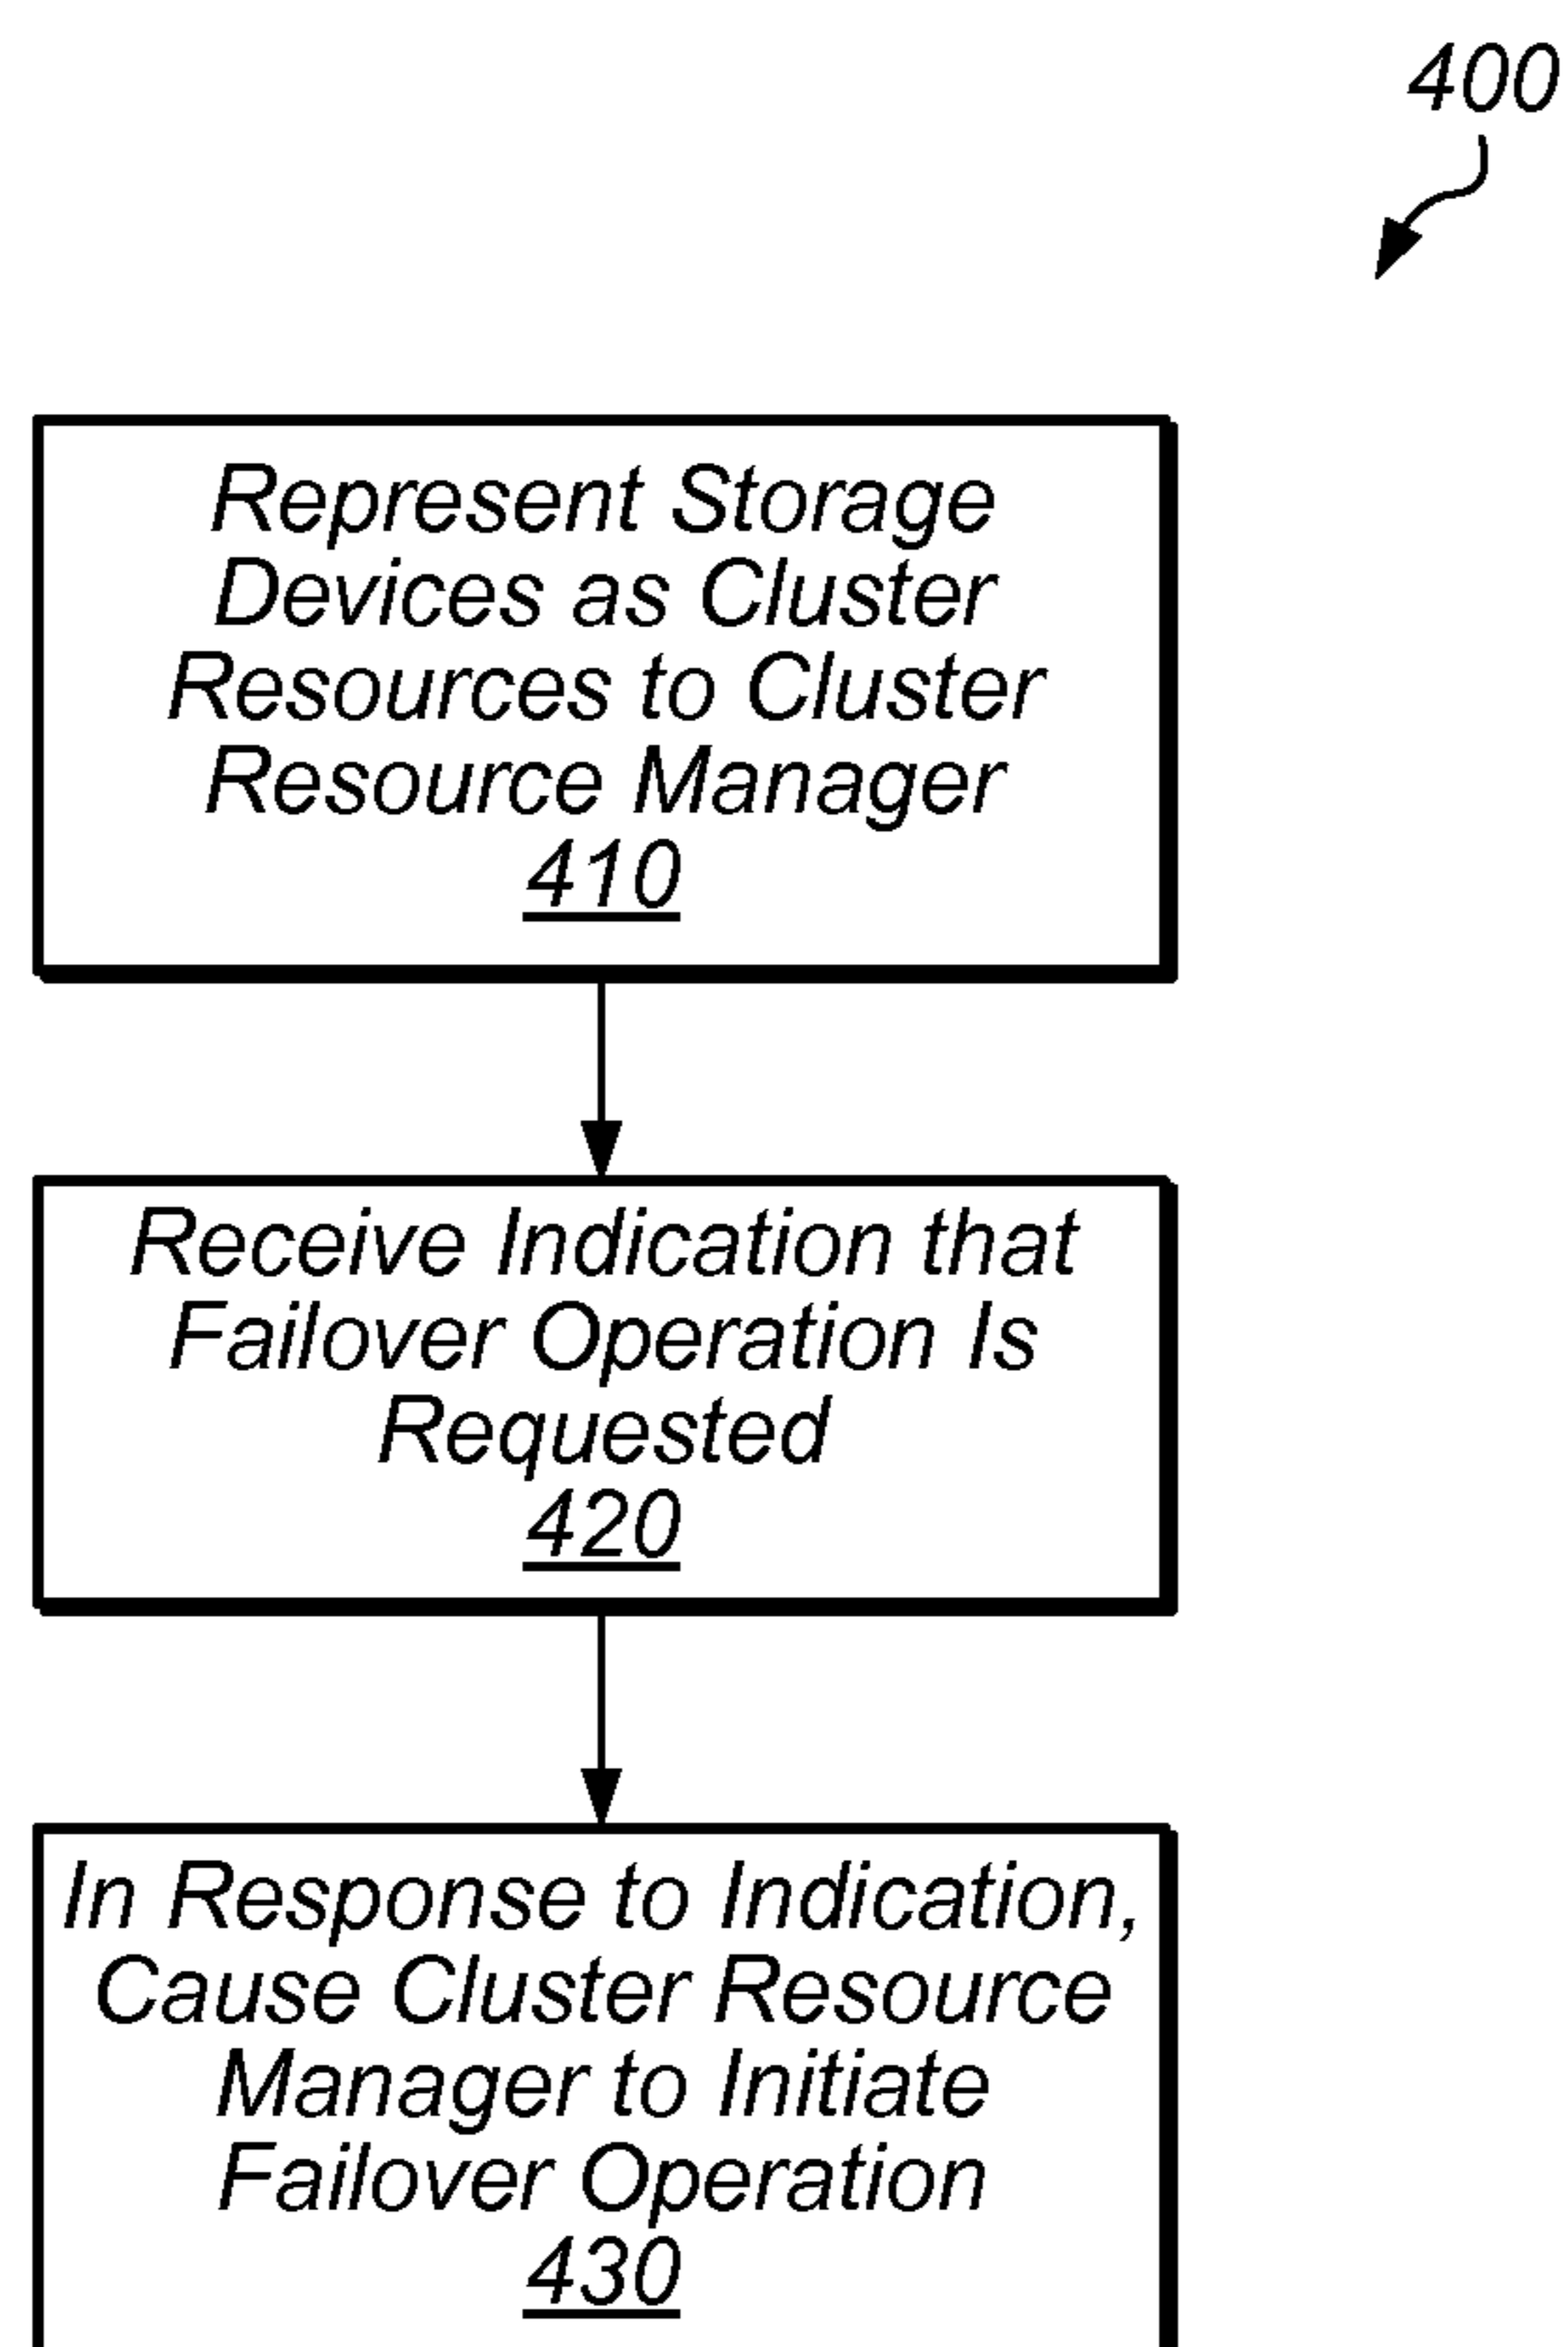 400
Represent Storage
Devices as Cluster
Resources to Cluster
Resource Manager
410
Receive Indication that
Failover Operation Is
Requested
420
In Response to Indication,
Cause Cluster Resource
Manager to Initiate
Failover Operation
430